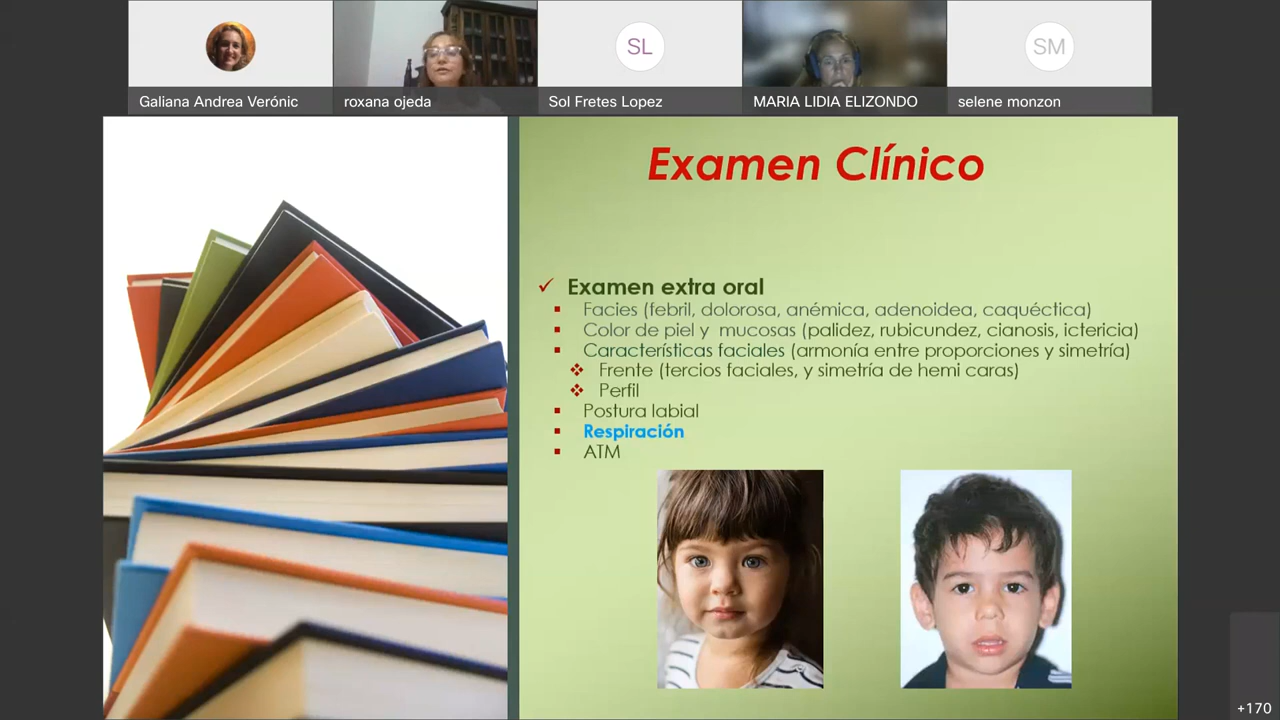 Galiana Andrea Verónic
roxana ojeda
SL
Sol Fretes Lopez
MARIA LIDIA ELIZONDO
SM
selene monzon
Examen Clínico
✓ Examen extra oral
▪ Facies (febril, dolorosa, anémica, adenoidea, caquéctica)
▪ Color de piel y mucosas (palidez, rubicundez, cianosis, ictericia)
▪ Características faciales (armonía entre proporciones y simetría)
❖ Frente (tercios faciales, y simetría de hemi caras)
❖ Perfil
▪ Postura labial
▪ Respiración
▪ ATM
+170